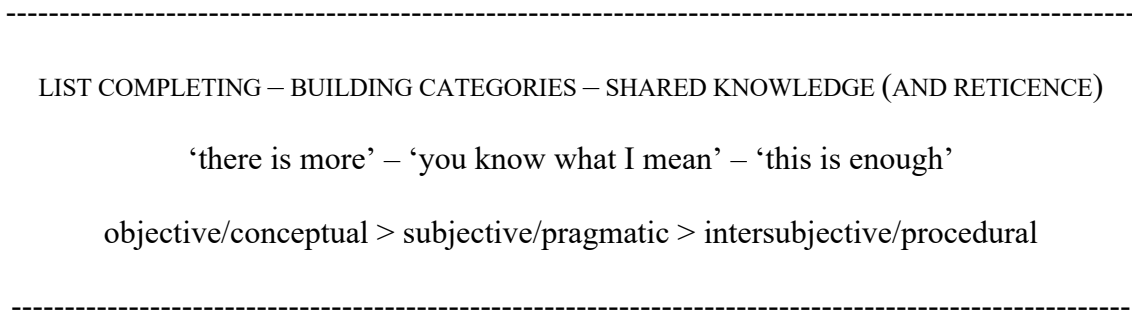 LIST COMPLETING – BUILDING CATEGORIES – SHARED KNOWLEDGE (AND RETICENCE)
‘there is more’ – ‘you know what I mean’ – ‘this is enough’
objective/conceptual > subjective/pragmatic > intersubjective/procedural